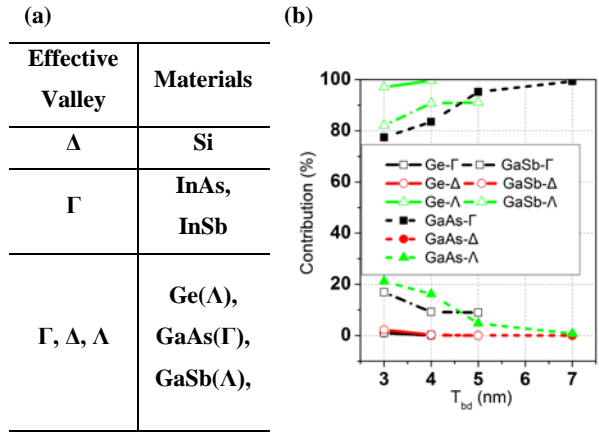 (a)
Effective Valley
Materials
Δ
Si
Γ
InAs,
InSb
Γ, Δ, Λ
Ge(Λ),
GaAs(Γ),
GaSb(Λ),
(b)
100
80
60
40
20
0
Contribution (%)
Ge-Γ
GaSb-Γ
Ge-Δ
GaSb-Δ
Ge-Λ
GaSb-Λ
GaAs-Γ
GaAs-Δ
GaAs-Λ
3 4 5 6 7
T_bd (nm)